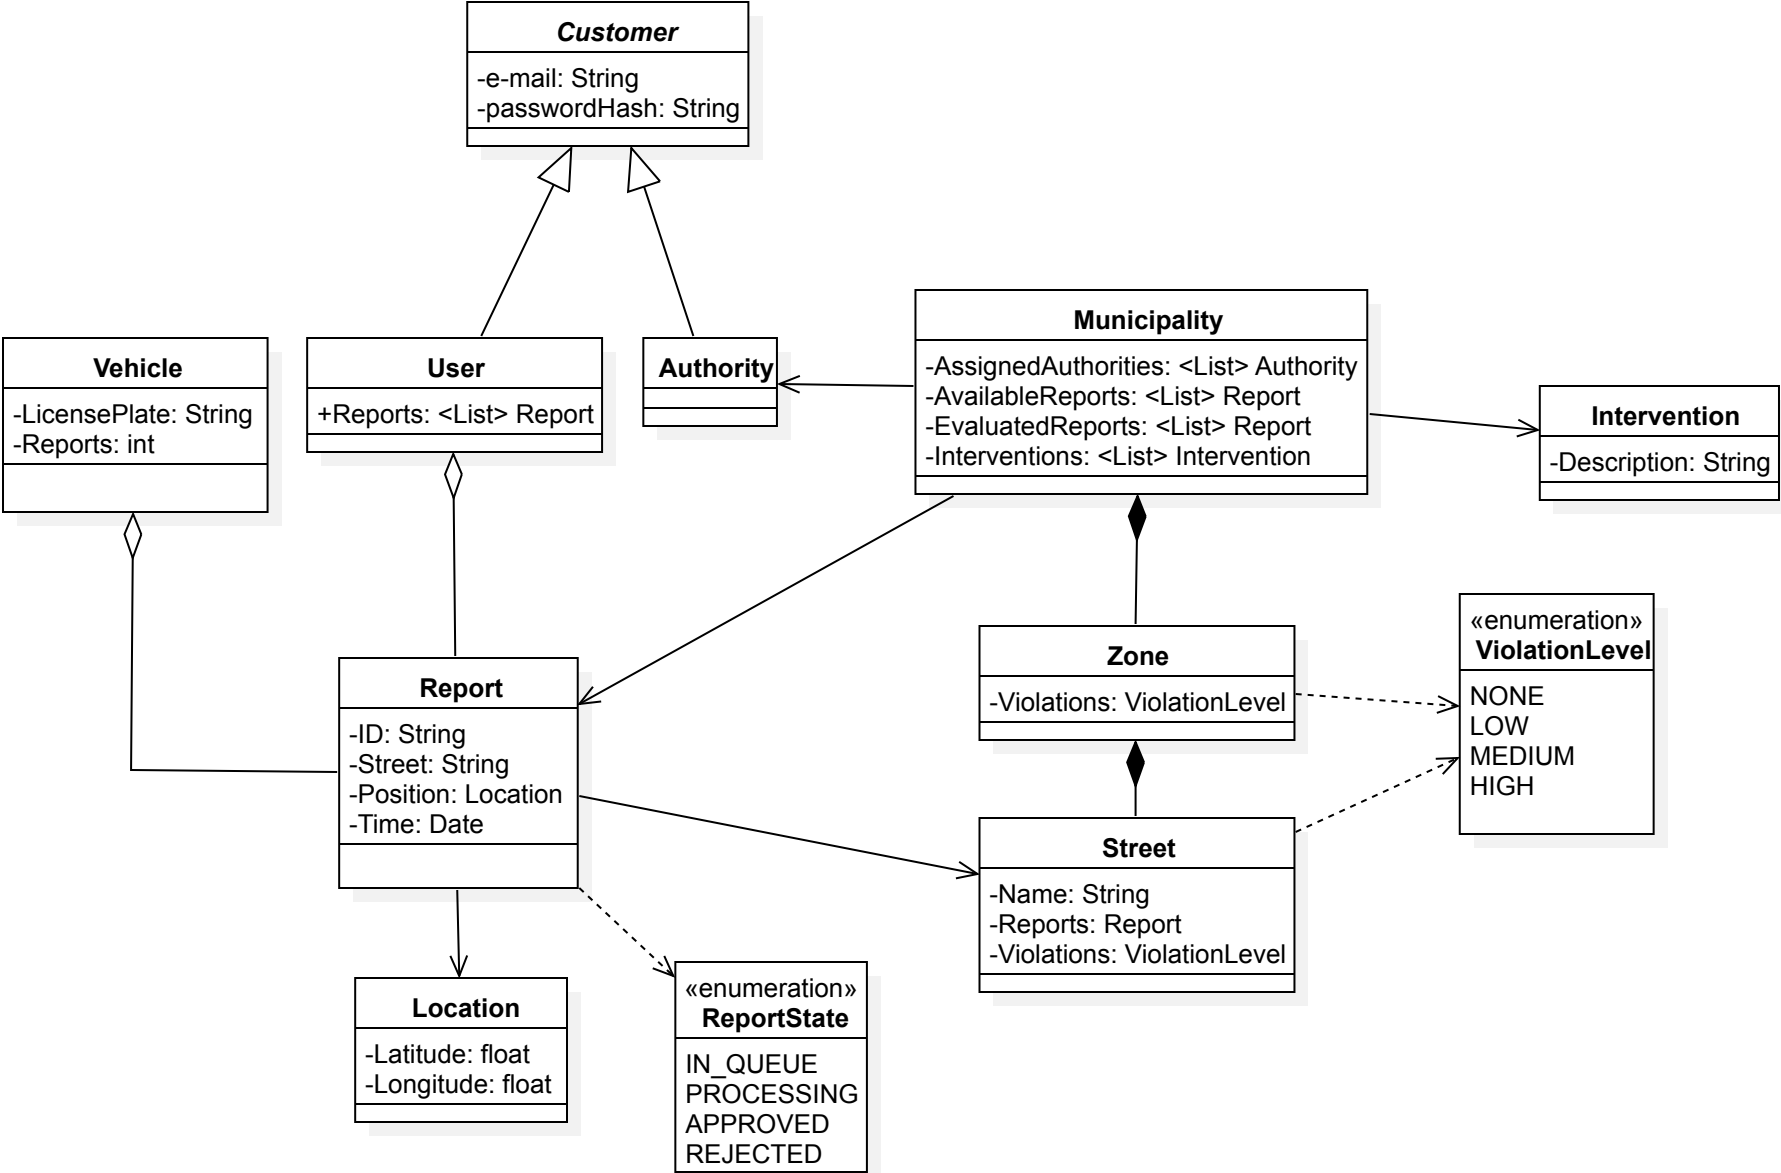 Customer
-e-mail: String
-passwordHash: String
Vehicle
-LicensePlate: String
-Reports: int
User
+Reports: <List> Report
Authority
Municipality
-AssignedAuthorities: <List> Authority
-AvailableReports: <List> Report
-EvaluatedReports: <List> Report
-Interventions: <List> Intervention
Intervention
-Description: String
Report
-ID: String
-Street: String
-Position: Location
-Time: Date
Zone
-Violations: ViolationLevel
«enumeration»
ViolationLevel
NONE
LOW
MEDIUM
HIGH
Street
-Name: String
-Reports: Report
-Violations: ViolationLevel
Location
-Latitude: float
-Longitude: float
«enumeration»
ReportState
IN_QUEUE
PROCESSING
APPROVED
REJECTED